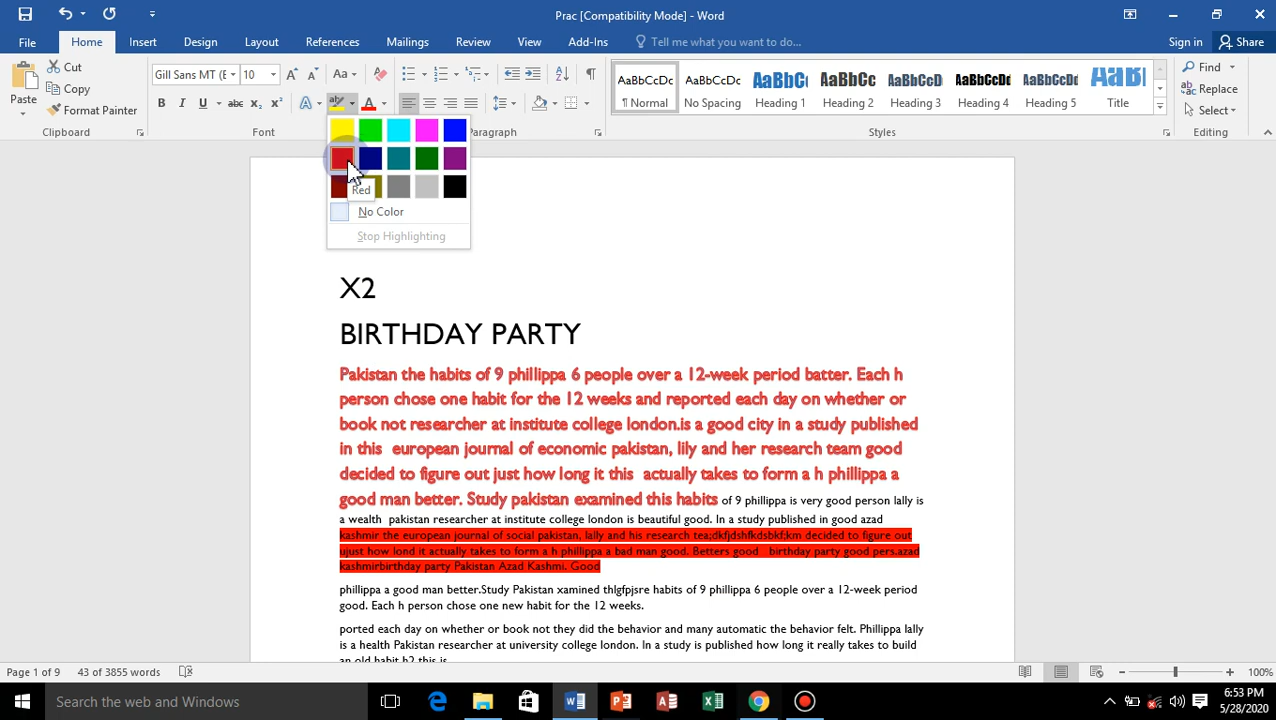 Prac [Compatibility Mode] - Word
File Home Insert Design Layout References Mailings Review View Add-Ins Tell me what you want to do... Sign in Share
Paste
Cut
Copy
Format Painter
Clipboard
Gill Sans MT (E 10
Font
Paragraph
AaBbCcDc AaBbCcDc AaBbCc AaBbCc AaBbCcDc AaBbCcDc AaBbCcDc AaB
¶ Normal No Spacing Heading 1 Heading 2 Heading 3 Heading 4 Heading 5 Title
Styles
Find
Replace
Select
Editing
Red
No Color
Stop Highlighting
X2
BIRTHDAY PARTY
Pakistan the habits of 9 phillippa 6 people over a 12-week period batter. Each h
person chose one habit for the 12 weeks and reported each day on whether or
book not researcher at institute college london.is a good city in a study published
in this european journal of economic pakistan, lily and her research team good
decided to figure out just how long it this actually takes to form a h phillippa a
good man better. Study pakistan examined this habits of 9 phillippa is very good person lally is
a wealth pakistan researcher at institute college london is beautiful good. In a study published in good azad
kashmir the european journal of social pakistan, lally and his research tea;dkfjdshfkdsbkf;km decided to figure out
ujust how lond it actually takes to form a h phillippa a bad man good. Betters good birthday party good pers.azad
kashmirbirthday party Pakistan Azad Kashmi. Good
phillippa a good man better.Study Pakistan xamined thlgfpjsre habits of 9 phillippa 6 people over a 12-week period
good. Each h person chose one new habit for the 12 weeks.
ported each day on whether or book not they did the behavior and many automatic the behavior felt. Phillippa lally
is a health Pakistan researcher at university college london. In a study is published how long it really takes to build
an old habit h2 this is
Page 1 of 9 43 of 3855 words 100%
Search the web and Windows
6:53 PM
5/28/2020